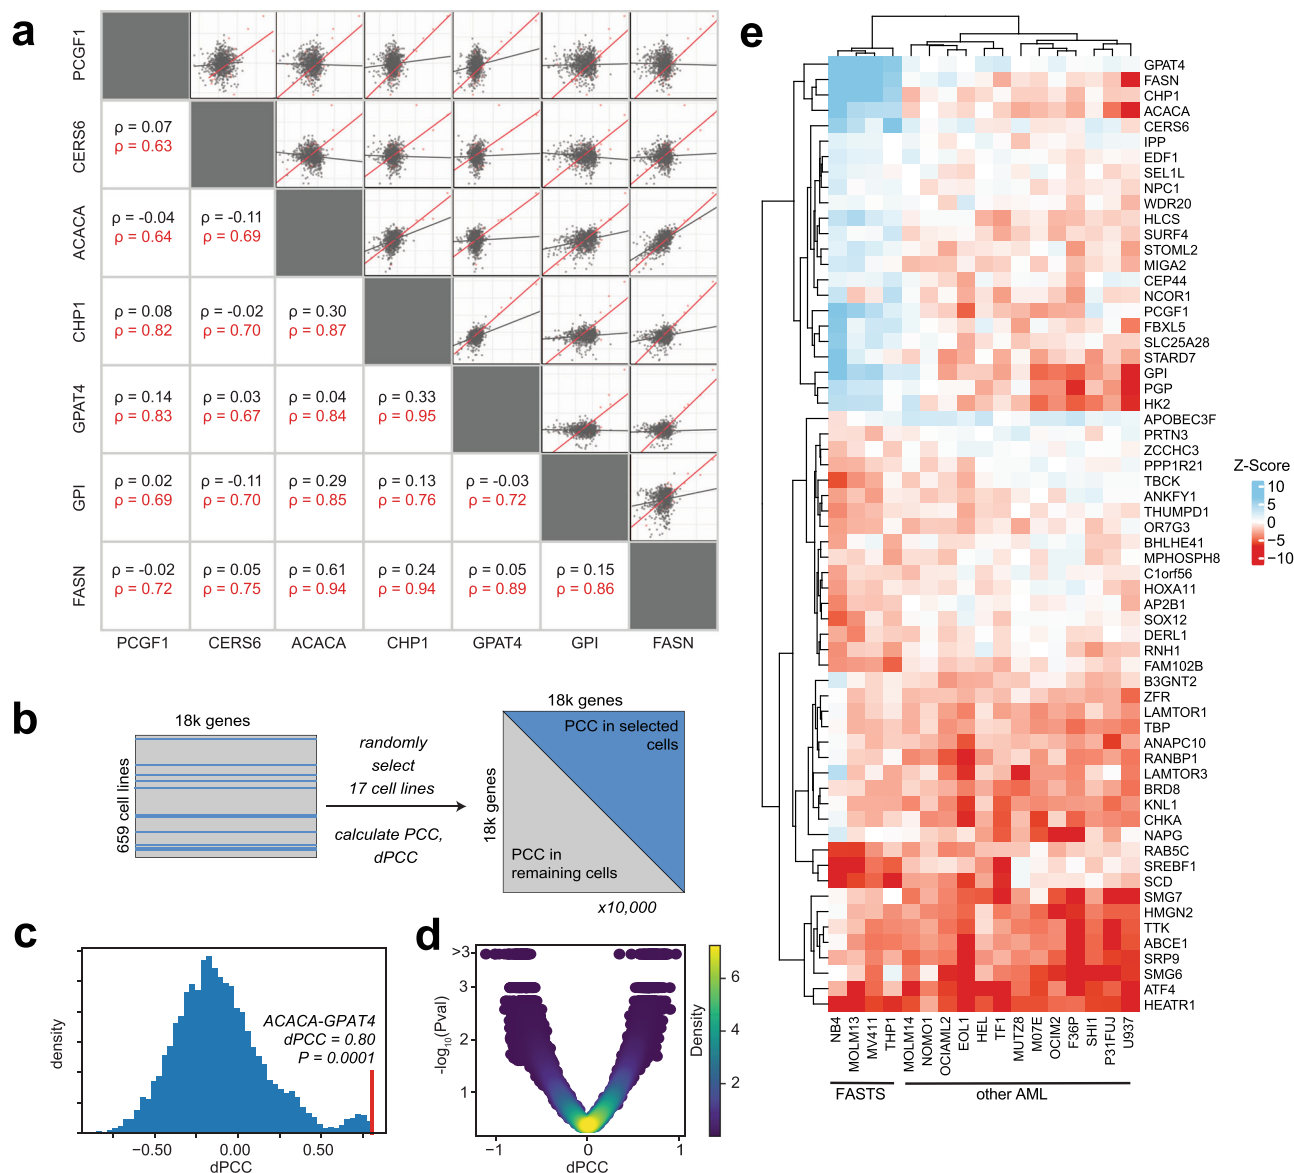 a
PCGF1
CERS6
ρ = 0.07
ρ = 0.63
ACACA
ρ = -0.04
ρ = 0.64
ρ = -0.11
ρ = 0.69
CHP1
ρ = 0.08
ρ = 0.82
ρ = -0.02
ρ = 0.70
ρ = 0.30
ρ = 0.87
GPAT4
ρ = 0.14
ρ = 0.83
ρ = 0.03
ρ = 0.67
ρ = 0.04
ρ = 0.84
ρ = 0.33
ρ = 0.95
GPI
ρ = 0.02
ρ = 0.69
ρ = -0.11
ρ = 0.70
ρ = 0.29
ρ = 0.85
ρ = 0.13
ρ = 0.76
ρ = -0.03
ρ = 0.72
FASN
ρ = -0.02
ρ = 0.72
ρ = 0.05
ρ = 0.75
ρ = 0.61
ρ = 0.94
ρ = 0.24
ρ = 0.94
ρ = 0.05
ρ = 0.89
ρ = 0.15
ρ = 0.86
PCGF1 CERS6 ACACA CHP1 GPAT4 GPI FASN
b
18k genes
659 cell lines
randomly
select
17 cell lines
calculate PCC,
dPCC
18k genes
18k genes
PCC in selected
cells
PCC in
remaining cells
x10,000
c
density
ACACA-GPAT4
dPCC = 0.80
P = 0.0001
−0.50 0.00 0.50
dPCC
d
-log10(Pval)
>3
3
2
1
−1 0 1
dPCC
Density
6
4
2
e
GPAT4
FASN
CHP1
ACACA
CERS6
IPP
EDF1
SEL1L
NPC1
WDR20
HLCS
SURF4
STOML2
MIGA2
CEP44
NCOR1
PCGF1
FBXL5
SLC25A28
STARD7
GPI
PGP
HK2
APOBEC3F
PRTN3
ZCCHC3
PPP1R21
TBCK
ANKFY1
THUMPD1
OR7G3
BHLHE41
MPHOSPH8
C1orf56
HOXA11
AP2B1
SOX12
DERL1
RNH1
FAM102B
B3GNT2
ZFR
LAMTOR1
TBP
ANAPC10
RANBP1
LAMTOR3
BRD8
KNL1
CHKA
NAPG
RAB5C
SREBF1
SCD
SMG7
HMGN2
TTK
ABCE1
SRP9
SMG6
ATF4
HEATR1
NB4
MOLM13
MV411
THP1
MOLM14
NOMO1
OCIAML2
EOL1
HEL
TF1
MUTZ8
M07E
OCIM2
F36P
SHI1
P31FUJ
U937
FASTS
other AML
Z-Score
10
5
0
−5
−10